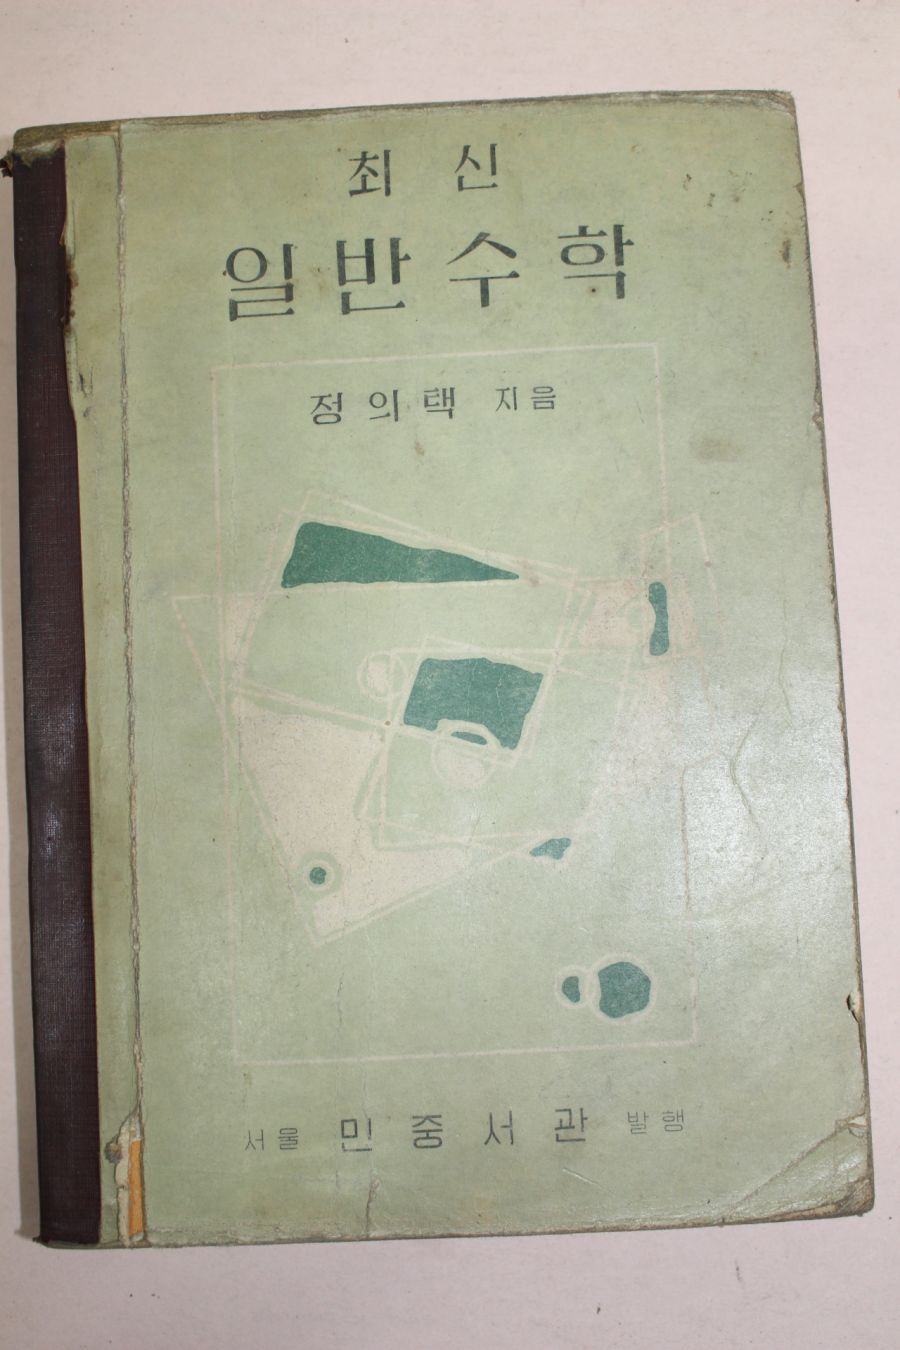 최 신
일반수학
정의택 지음
서울 민중서관 발행